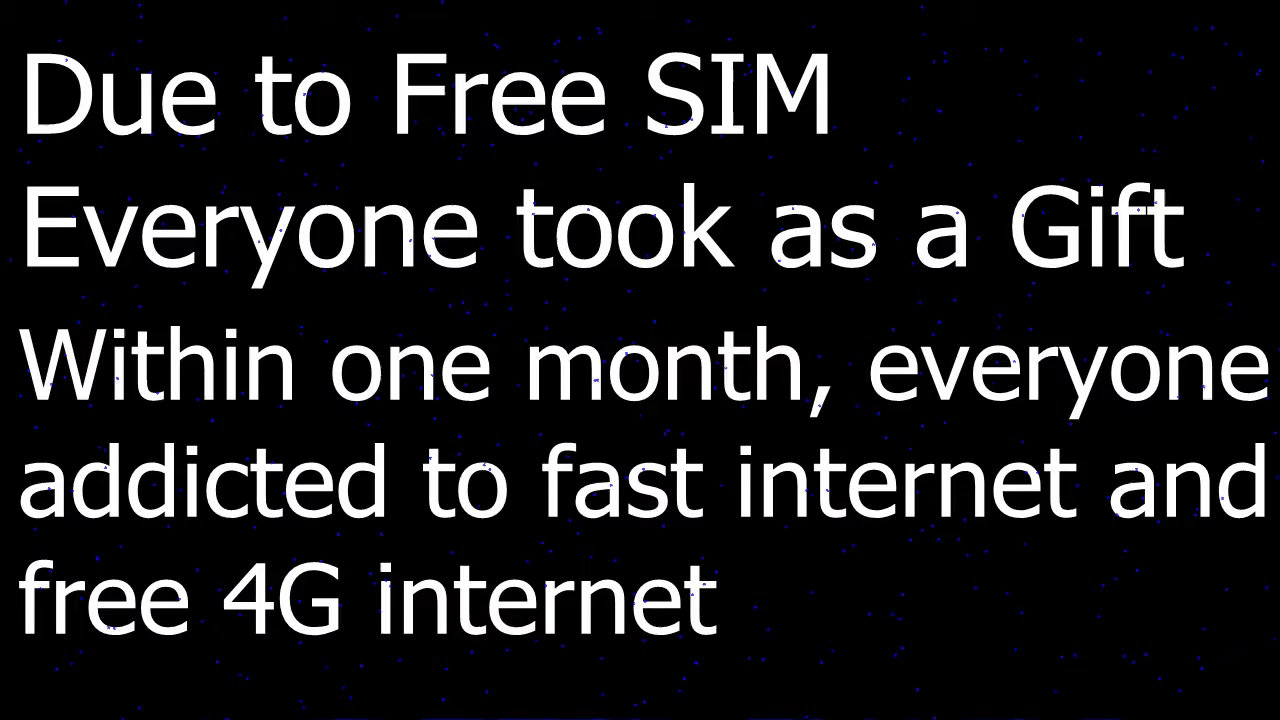 Due to Free SIM
Everyone took as a Gift
Within one month, everyone
addicted to fast internet and
free 4G internet